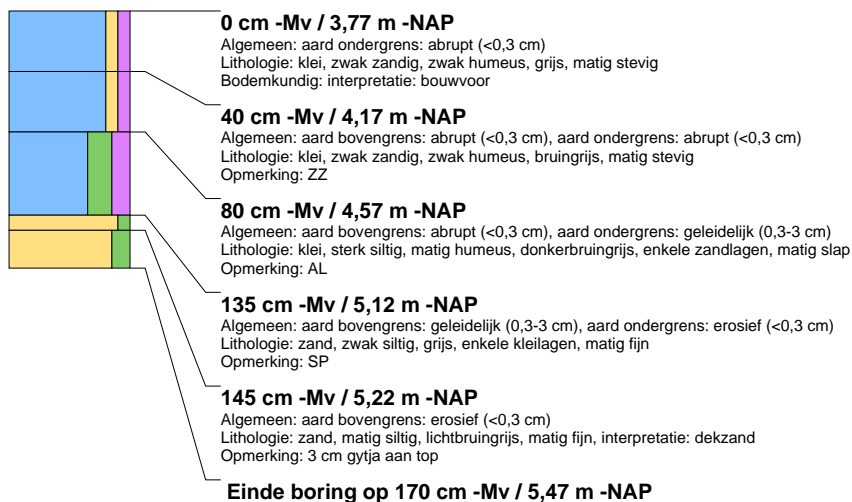 0 cm -Mv / 3,77 m -NAP
Algemeen: aard ondergrens: abrupt (<0,3 cm)
Lithologie: klei, zwak zandig, zwak humeus, grijs, matig stevig
Bodemkundig: interpretatie: bouwvoor
40 cm -Mv / 4,17 m -NAP
Algemeen: aard bovengrens: abrupt (<0,3 cm), aard ondergrens: abrupt (<0,3 cm)
Lithologie: klei, zwak zandig, zwak humeus, bruingrijs, matig stevig
Opmerking: ZZ
80 cm -Mv / 4,57 m -NAP
Algemeen: aard bovengrens: abrupt (<0,3 cm), aard ondergrens: geleidelijk (0,3-3 cm)
Lithologie: klei, sterk siltig, matig humeus, donkerbruingrijs, enkele zandlagen, matig slap
Opmerking: AL
135 cm -Mv / 5,12 m -NAP
Algemeen: aard bovengrens: geleidelijk (0,3-3 cm), aard ondergrens: erosief (<0,3 cm)
Lithologie: zand, zwak siltig, grijs, enkele kleilagen, matig fijn
Opmerking: SP
145 cm -Mv / 5,22 m -NAP
Algemeen: aard bovengrens: erosief (<0,3 cm)
Lithologie: zand, matig siltig, lichtbruingrijs, matig fijn, interpretatie: dekzand
Opmerking: 3 cm gytja aan top
Einde boring op 170 cm -Mv / 5,47 m -NAP